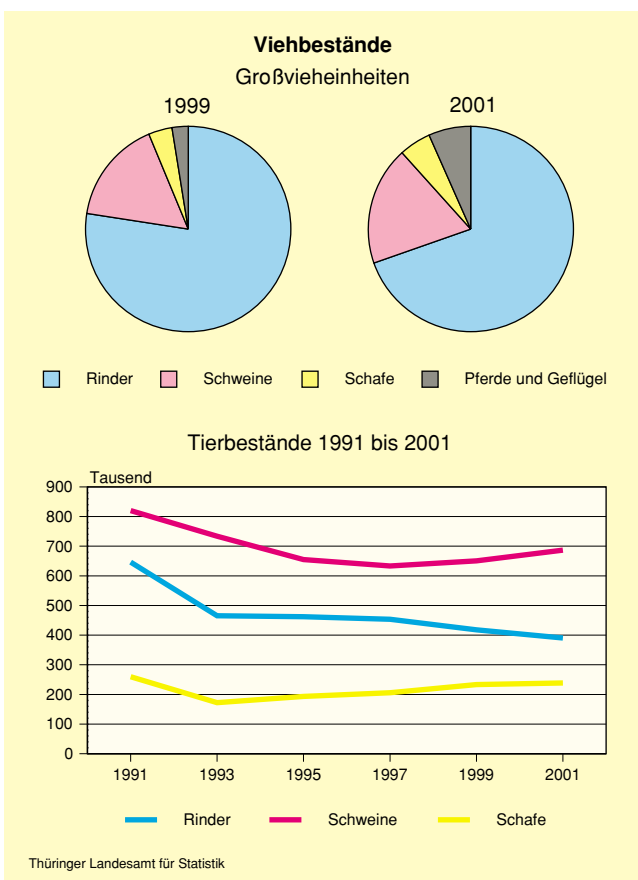 Viehbestände
Großvieheinheiten
1999 2001
Rinder Schweine Schafe Pferde und Geflügel
Tierbestände 1991 bis 2001
Tausend
900
800
700
600
500
400
300
200
100
0
1991 1993 1995 1997 1999 2001
Rinder Schweine Schafe
Thüringer Landesamt für Statistik